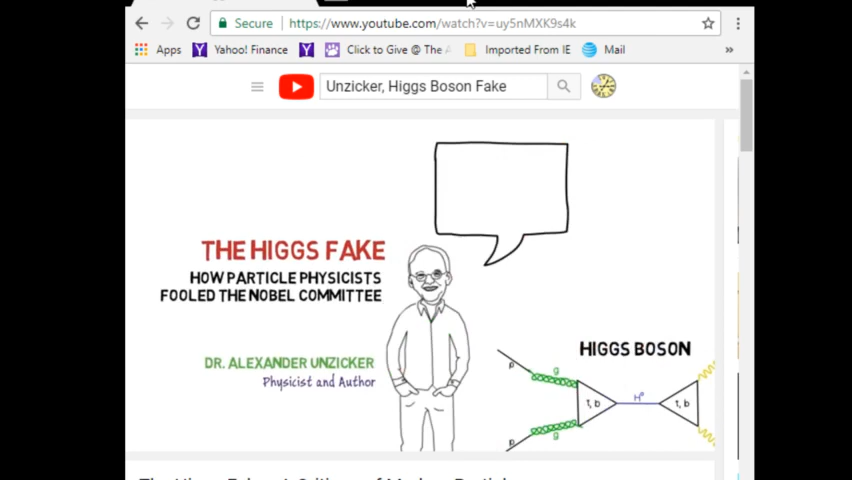 Secure
https://www.youtube.com/watch?v=uy5nMXK9s4k
Apps
Yahoo! Finance
Click to Give @ The A
Imported From IE
Mail
»
Unzicker, Higgs Boson Fake
THE HIGGS FAKE
HOW PARTICLE PHYSICISTS
FOOLED THE NOBEL COMMITTEE
DR. ALEXANDER UNZICKER
Physicist and Author
HIGGS BOSON
p
g
t, b
H°
t, b
g
p